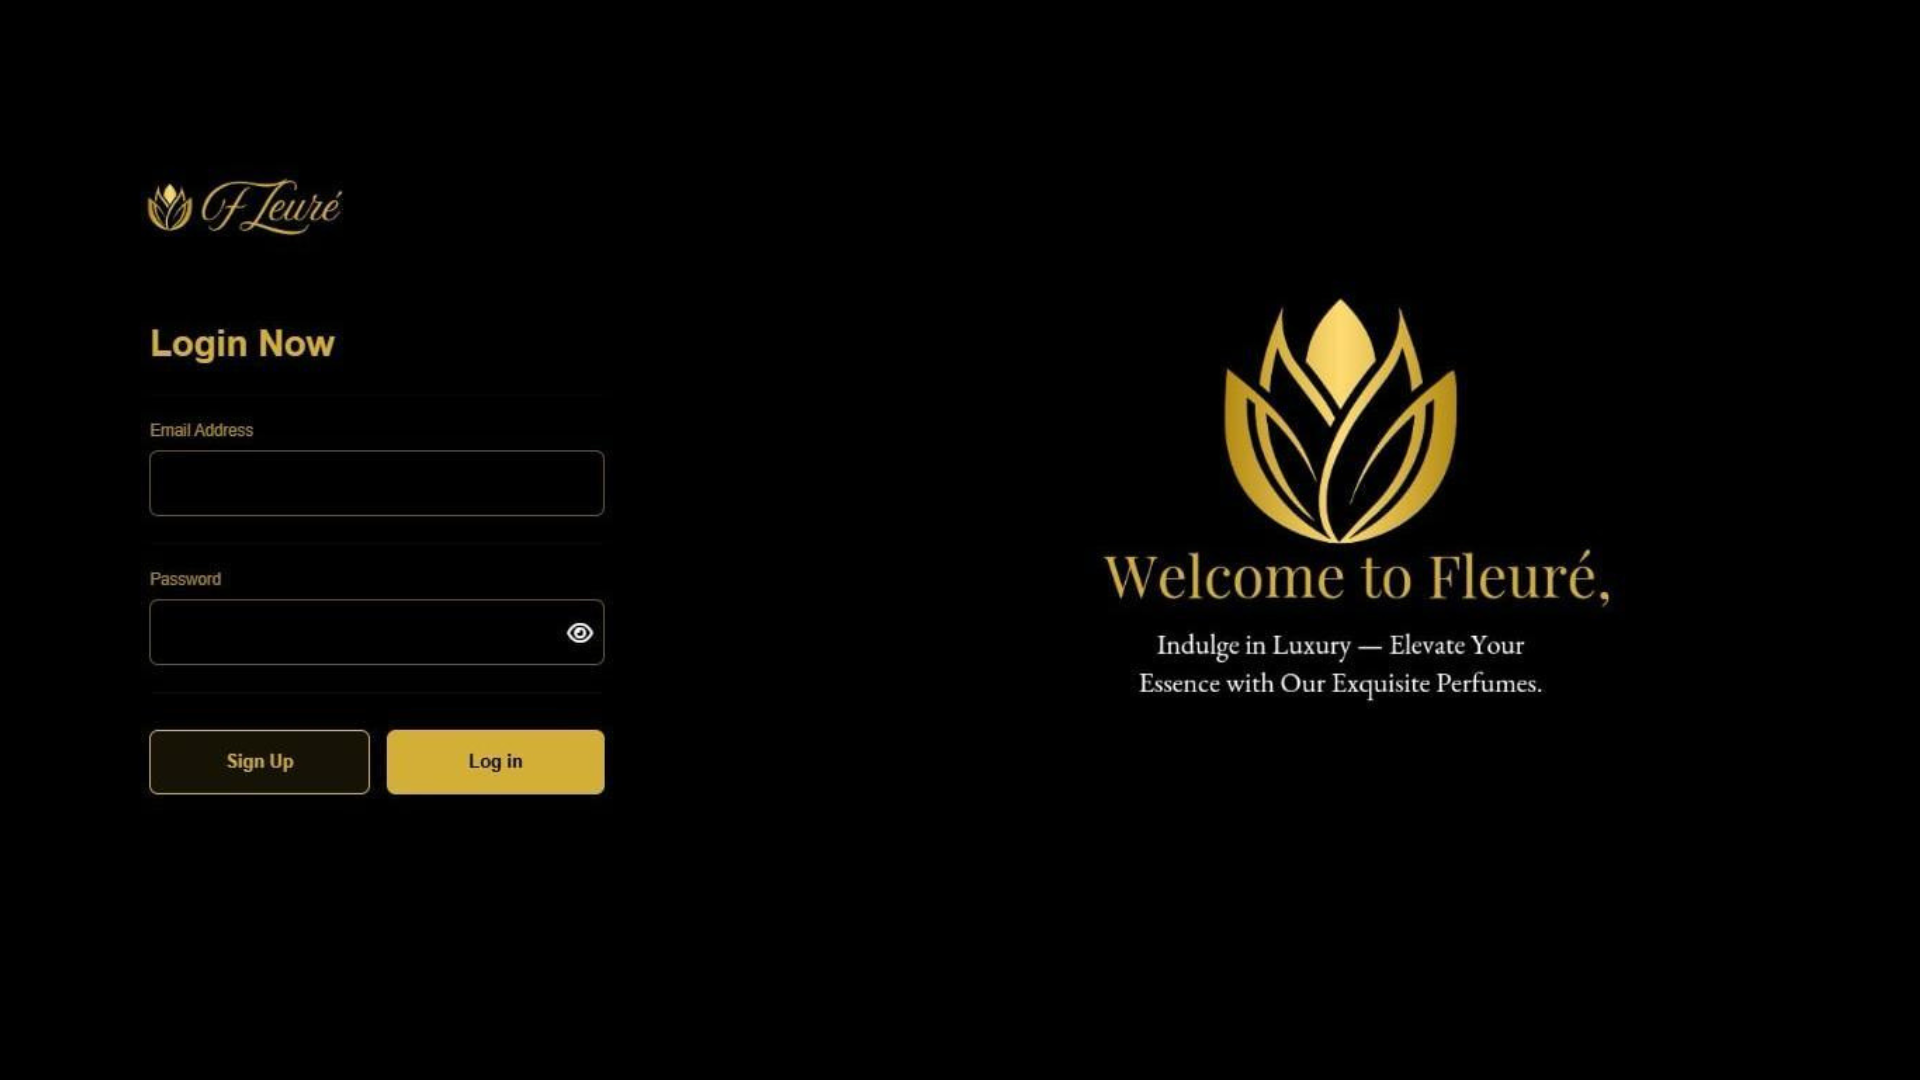 FLeuré
Login Now
Email Address
Password
Sign Up
Log in
Welcome to Fleuré,
Indulge in Luxury — Elevate Your
Essence with Our Exquisite Perfumes.